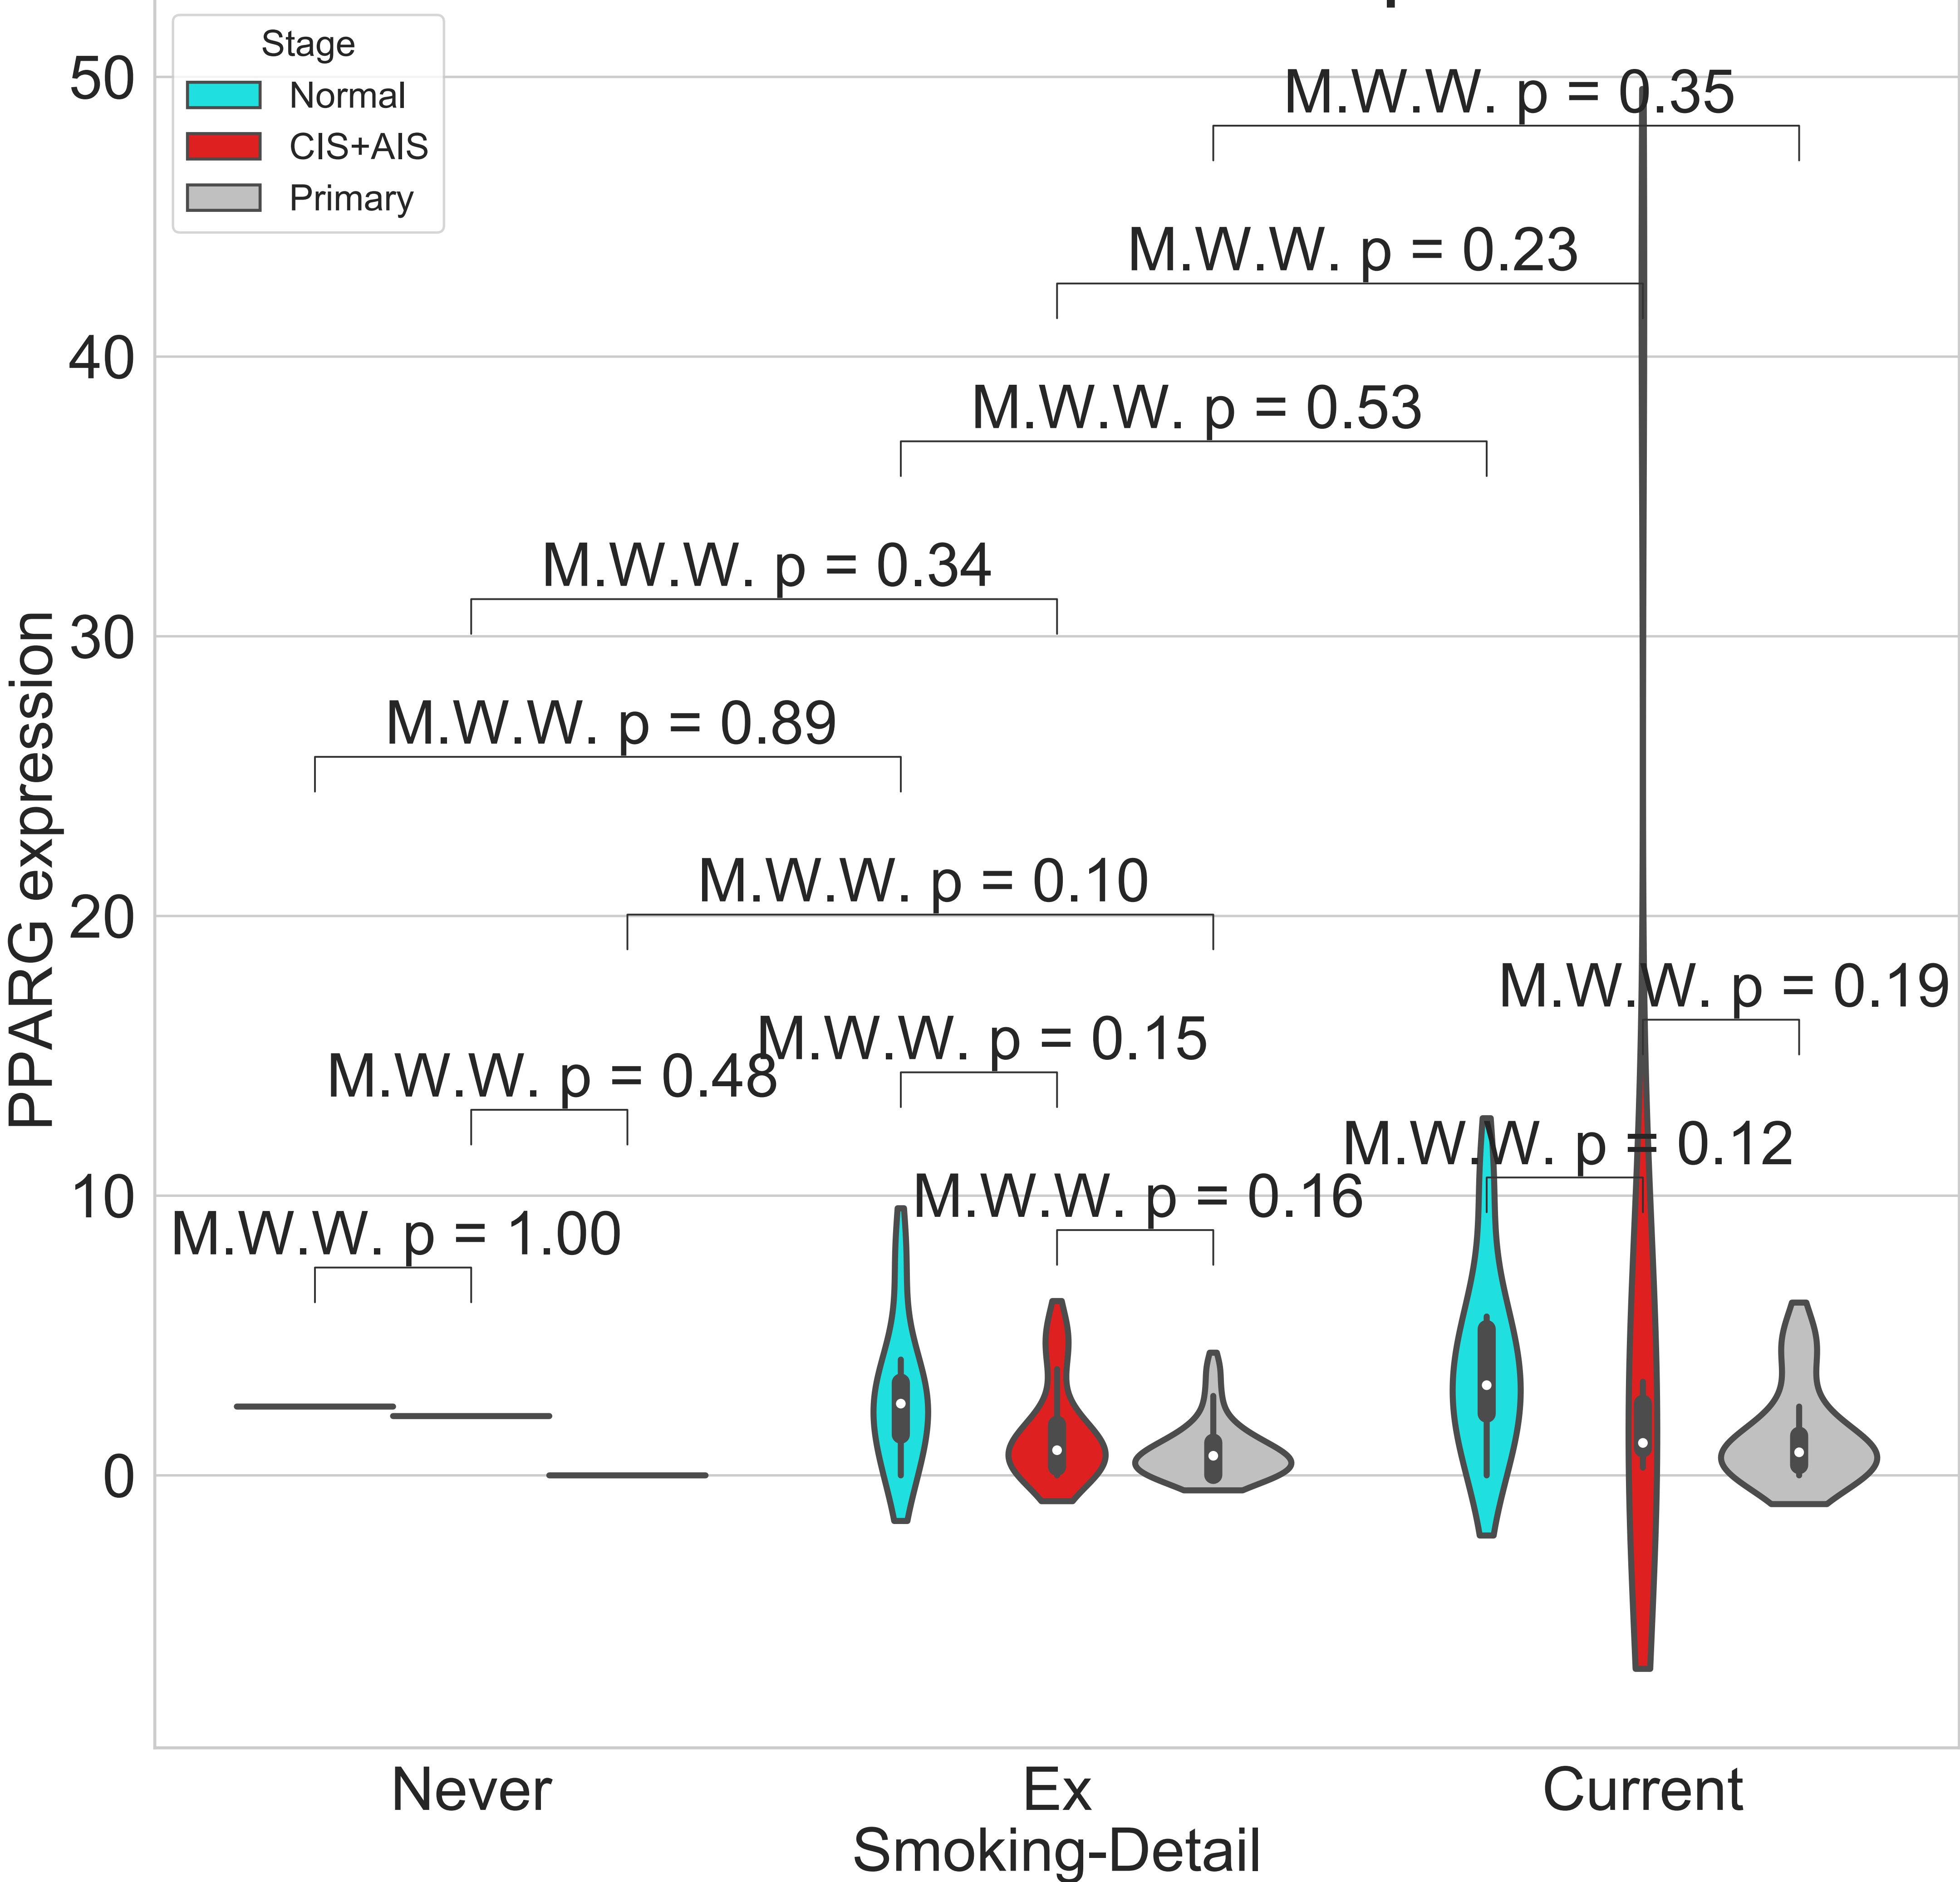 Stage
Normal
CIS+AIS
Primary
50
40
30
20
10
0
PPARG expression
M.W.W. p = 0.35
M.W.W. p = 0.23
M.W.W. p = 0.53
M.W.W. p = 0.34
M.W.W. p = 0.89
M.W.W. p = 0.10
M.W.W. p = 0.19
M.W.W. p = 0.15
M.W.W. p = 0.48
M.W.W. p = 0.12
M.W.W. p = 0.16
M.W.W. p = 1.00
Never
Ex
Current
Smoking-Detail